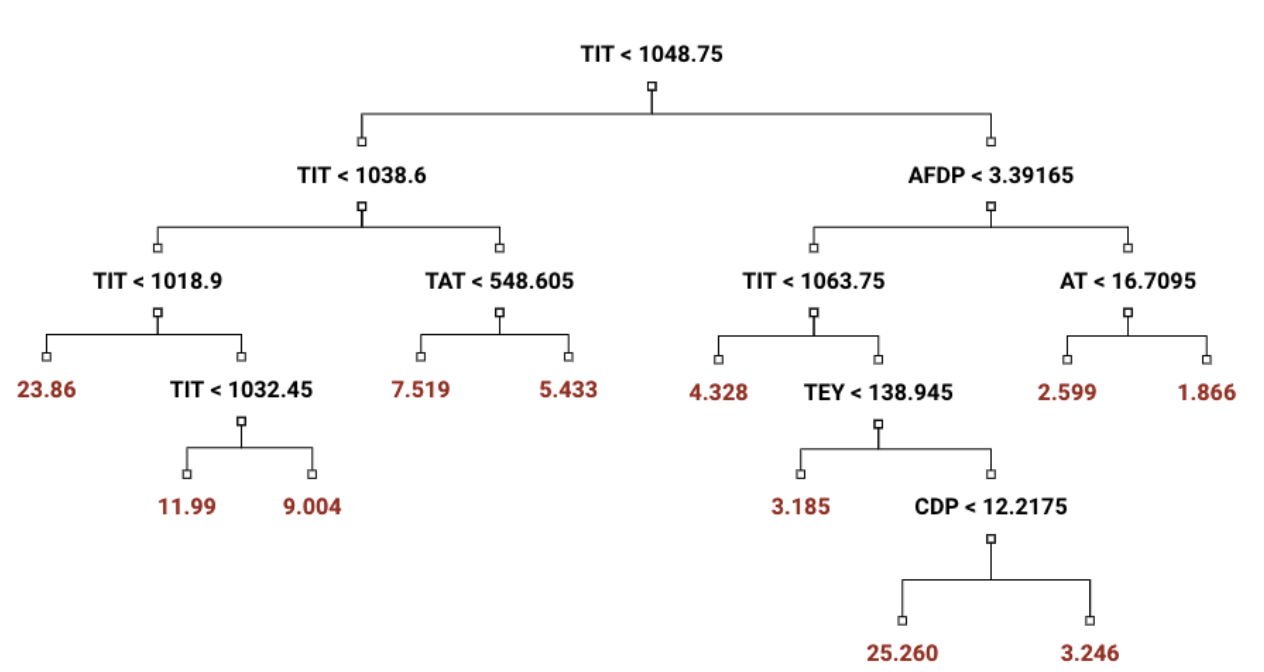 TIT < 1048.75
TIT < 1038.6
AFDP < 3.39165
TIT < 1018.9
TAT < 548.605
TIT < 1063.75
AT < 16.7095
23.86
TIT < 1032.45
7.519
5.433
4.328
TEY < 138.945
2.599
1.866
11.99
9.004
3.185
CDP < 12.2175
25.260
3.246